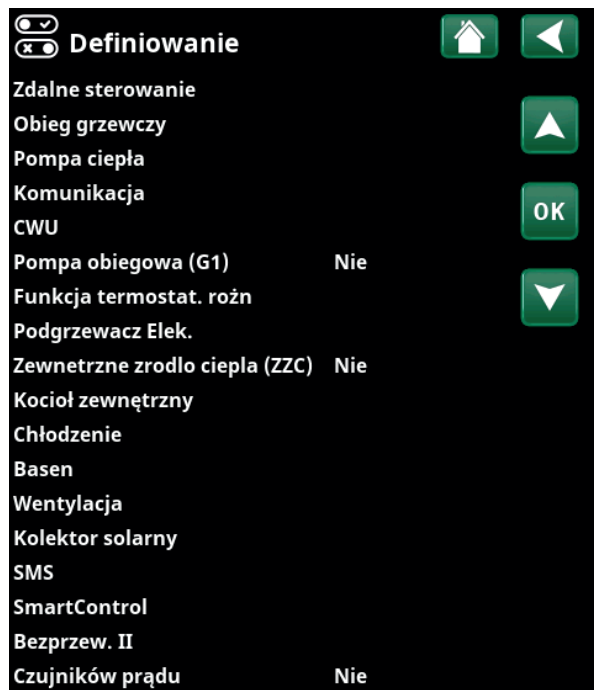 Definiowanie
Zdalne sterowanie
Obieg grzewczy
Pompa ciepła
Komunikacja
CWU
OK
Pompa obiegowa (G1) Nie
Funkcja termostat. rożn
Podgrzewacz Elek.
Zewnetrzne zrodlo ciepla (ZZC) Nie
Kocioł zewnętrzny
Chłodzenie
Basen
Wentylacja
Kolektor solarny
SMS
SmartControl
Bezprzew. II
Czujników prądu Nie